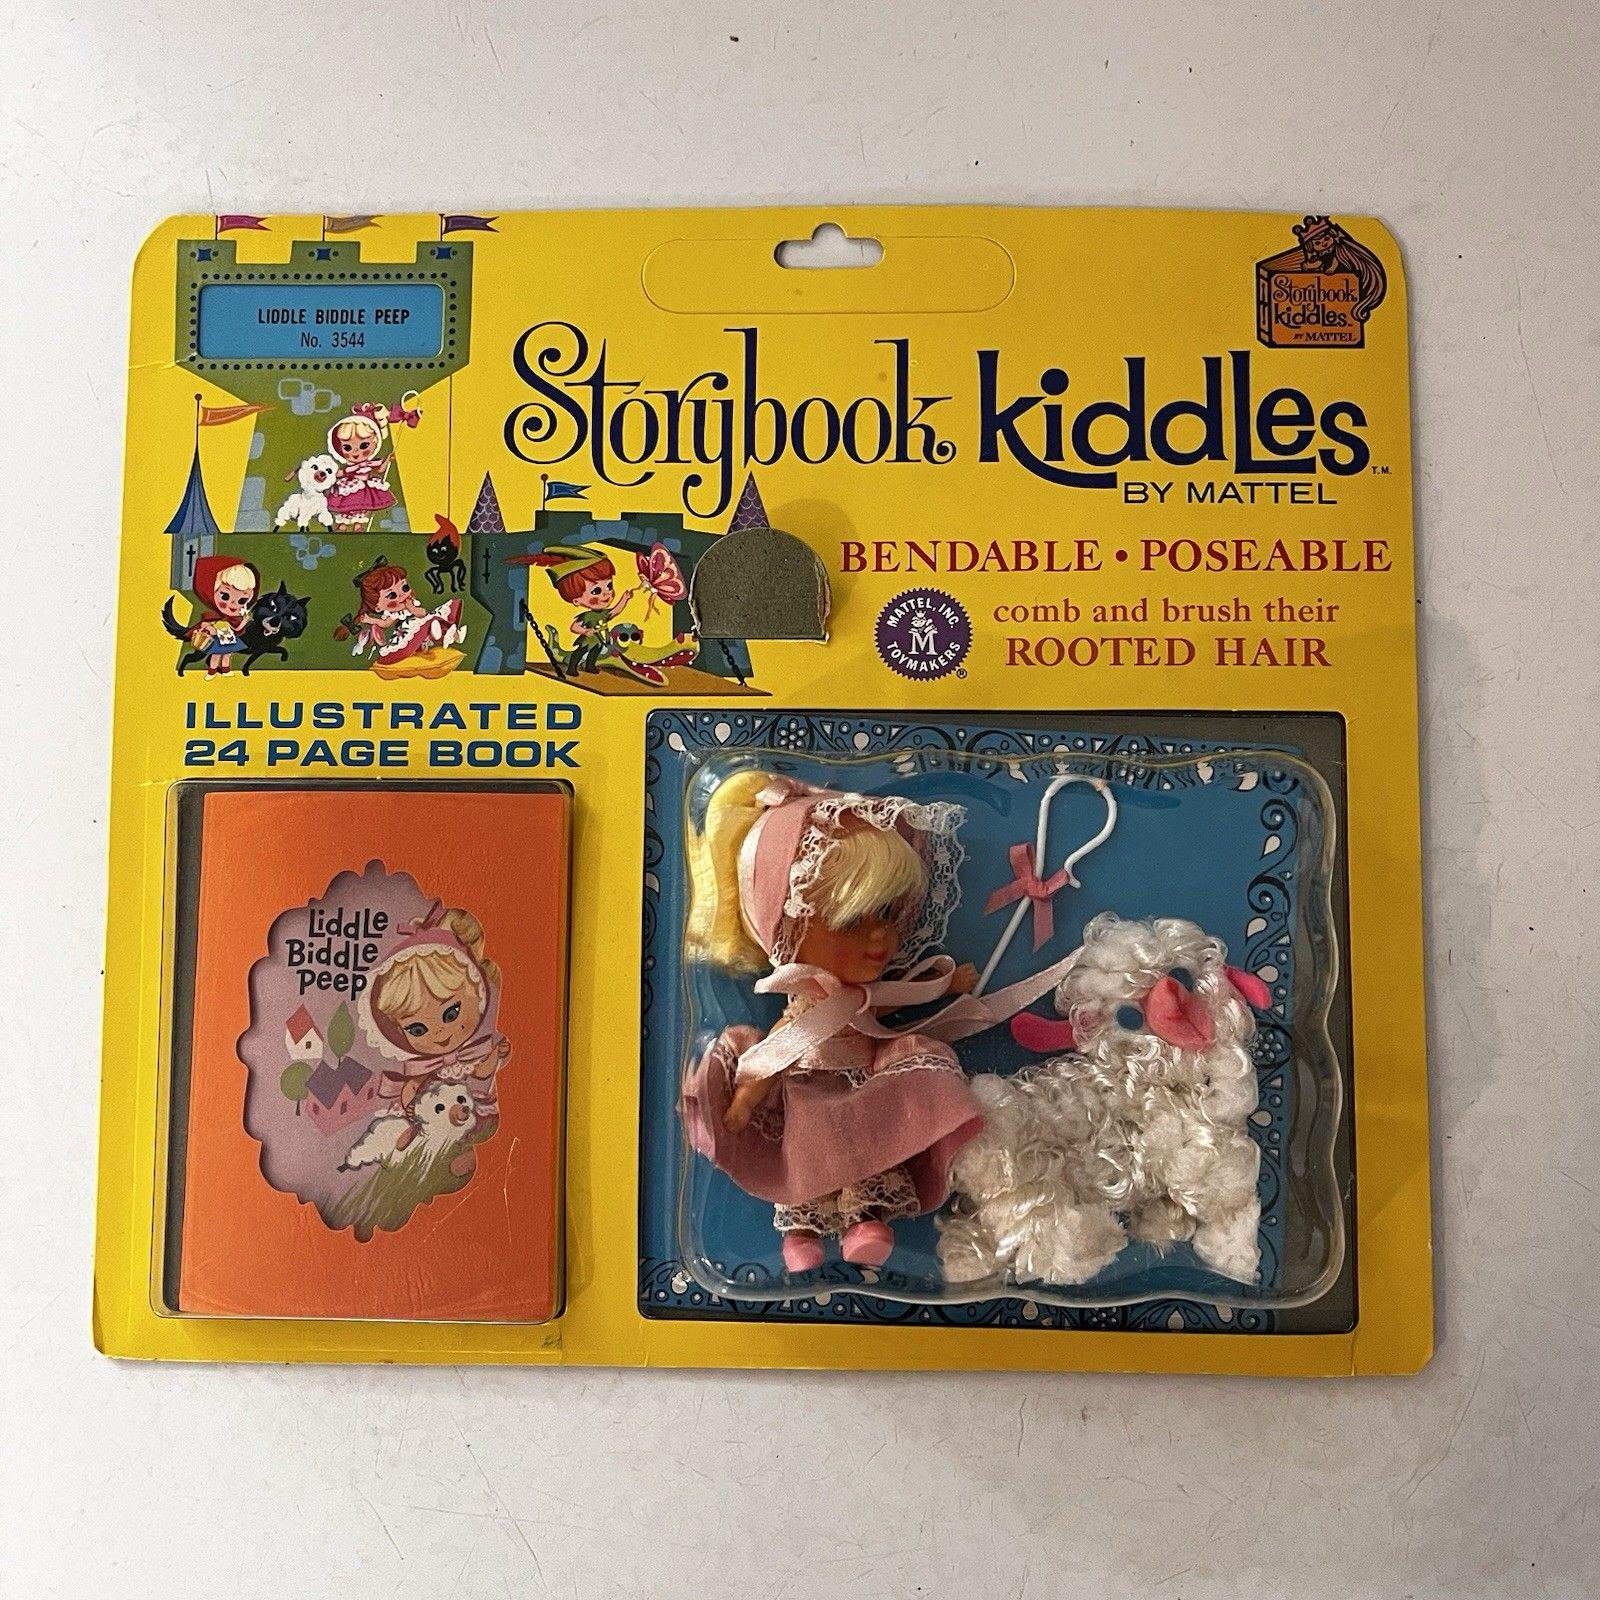 LIDDLE BIDDLE PEEP
No. 3544
Storybook kiddles
BY MATTEL
Storybook kiddLes T.M.
BY MATTEL
BENDABLE • POSEABLE
MATTEL, INC.
M
TOYMAKERS
®
comb and brush their
ROOTED HAIR
ILLUSTRATED
24 PAGE BOOK
LiddLe
Biddle
peep